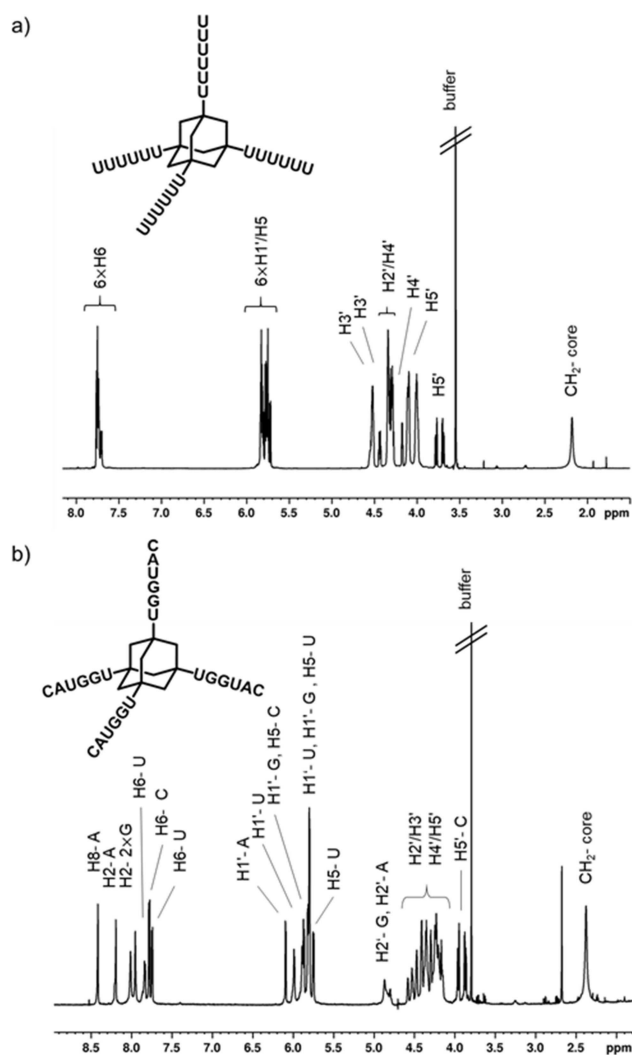 a)
UUUUUU
UUUUUU
UUUUUU
UUUUUU
buffer
6×H6
6×H1'/H5
H3'
H3'
H2'/H4'
H4'
H5'
H5'
CH₂- core
8.0 7.5 7.0 6.5 6.0 5.5 5.0 4.5 4.0 3.5 3.0 2.5 2.0 ppm
b)
CAUGGU
CAUGGU
UGGUAC
CAUGGU
buffer
H8- A
H2- A
H2- 2×G
H6- U
H6- C
H6- U
H1'- A
H1'- U
H1'- G, H5- C
H1'- U, H1'- G , H5- U
H5- U
H2'- G, H2'- A
H2'/H3'
H4'/H5'
H5'- C
CH₂- core
8.5 8.0 7.5 7.0 6.5 6.0 5.5 5.0 4.5 4.0 3.5 3.0 2.5 ppm